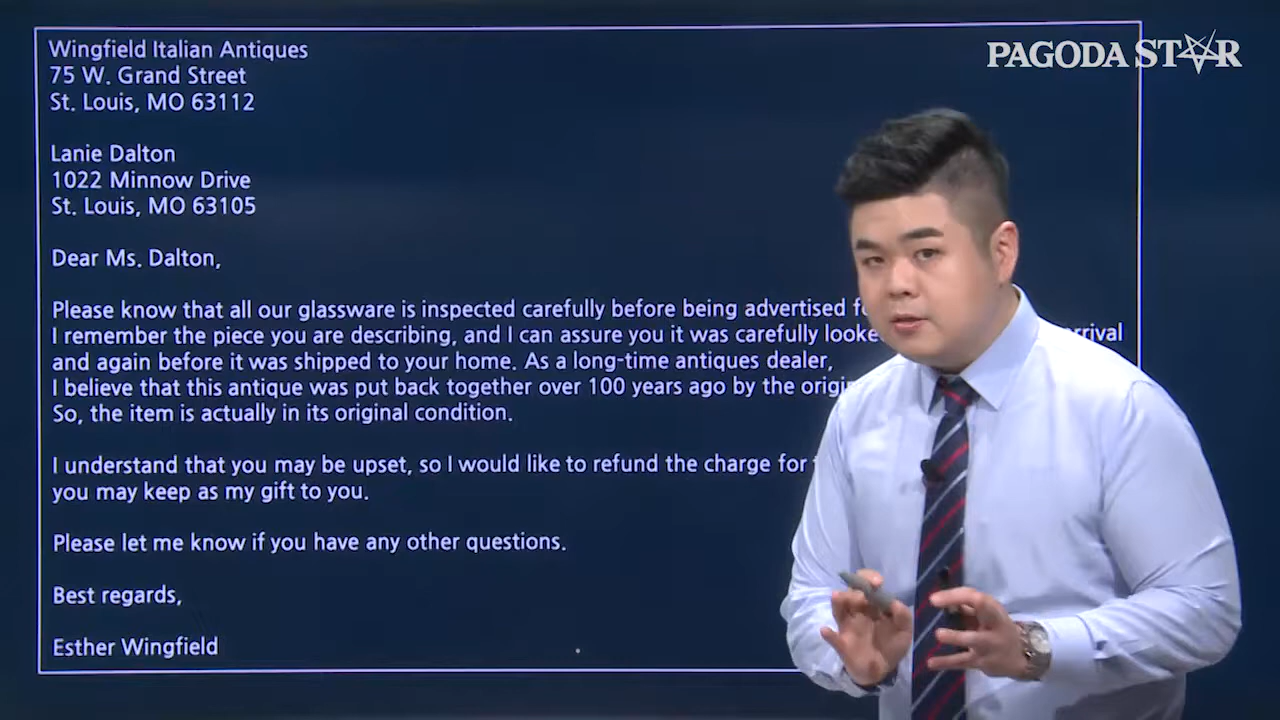 PAGODA STAR
Wingfield Italian Antiques
75 W. Grand Street
St. Louis, MO 63112
Lanie Dalton
1022 Minnow Drive
St. Louis, MO 63105
Dear Ms. Dalton,
Please know that all our glassware is inspected carefully before being advertised
I remember the piece you are describing, and I can assure you it was carefully
and again before it was shipped to your home. As a long-time antiques dealer,
I believe that this antique was put back together over 100 years ago by the
So, the item is actually in its original condition.
I understand that you may be upset, so I would like to refund the charge for
you may keep as my gift to you.
Please let me know if you have any other questions.
Best regards,
Esther Wingfield